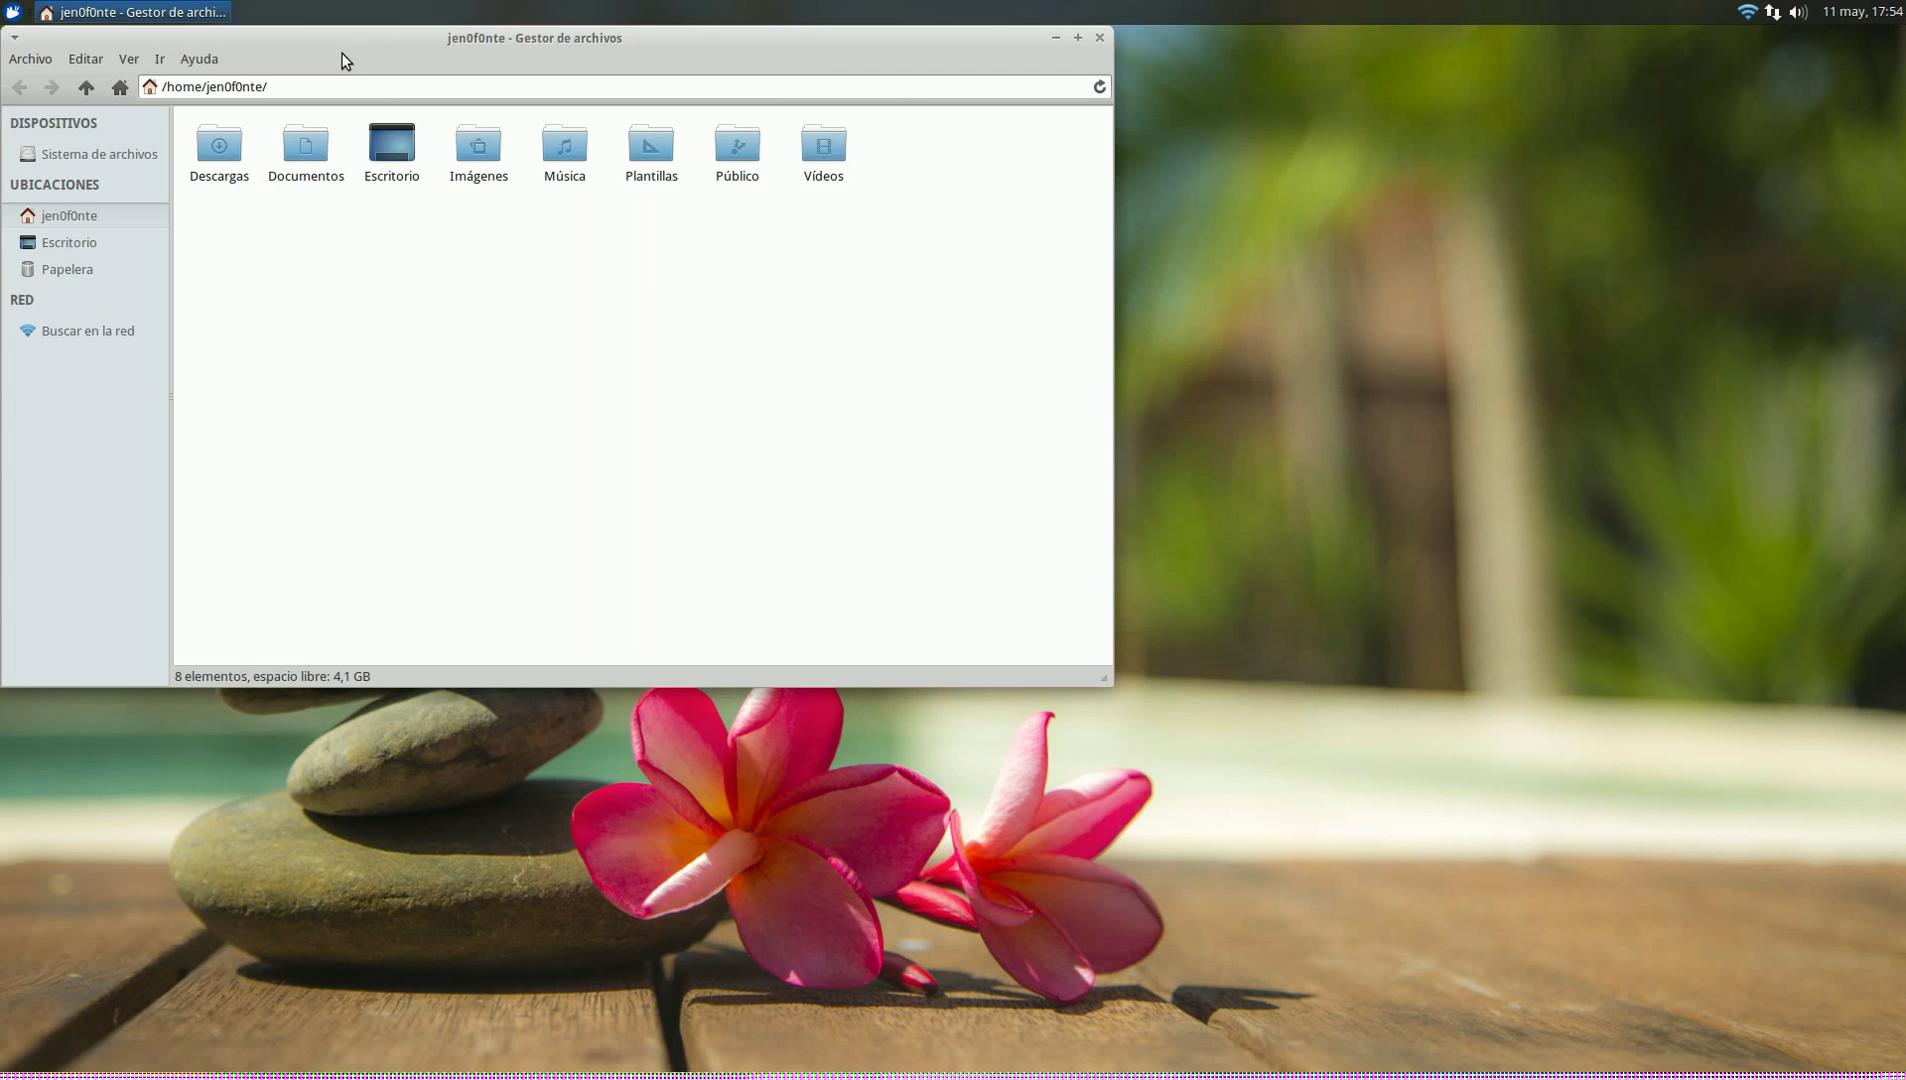 jen0f0nte - Gestor de archi...
11 may, 17:54
jen0f0nte - Gestor de archivos
Archivo Editar Ver Ir Ayuda
/home/jen0f0nte/
DISPOSITIVOS
Sistema de archivos
UBICACIONES
jen0f0nte
Escritorio
Papelera
RED
Buscar en la red
Descargas Documentos Escritorio Imágenes Música Plantillas Público Vídeos
8 elementos, espacio libre: 4,1 GB